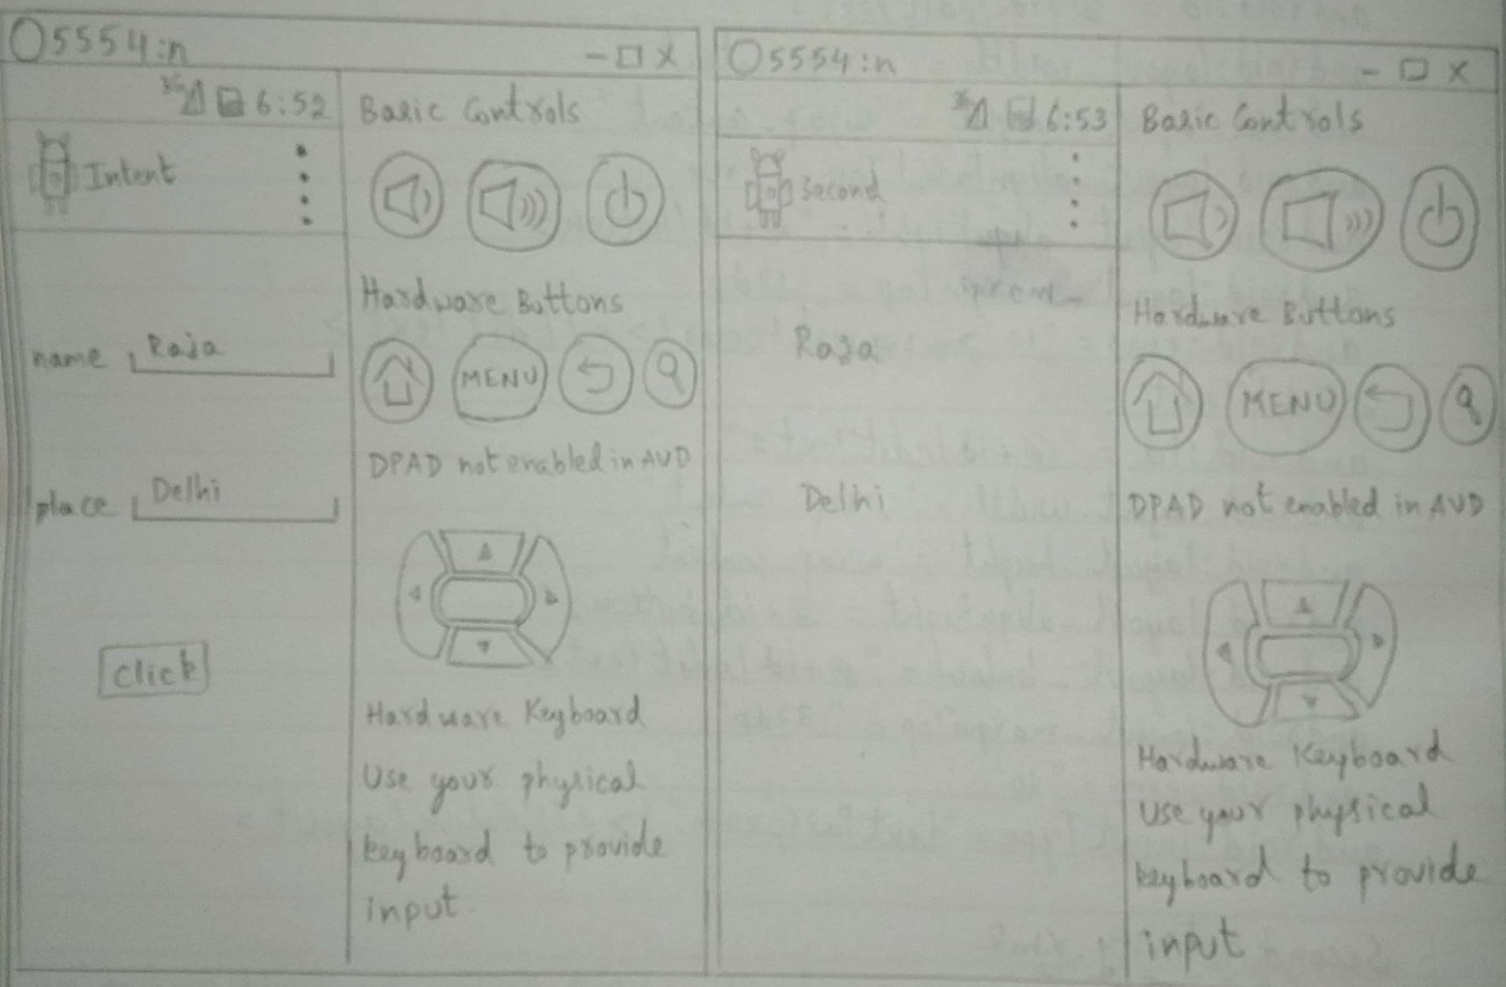 5554:n
6:52
Basic Controls
Intent
Hardware Buttons
name Raja
MENU
DPAD not enabled in AVD
place Delhi
click
Hardware Keyboard
Use your physical
keyboard to provide
input
5554:n
6:53
Basic Controls
Second
Hardware Buttons
Raja
MENU
Delhi
DPAD not enabled in AVD
Hardware Keyboard
Use your physical
keyboard to provide
input